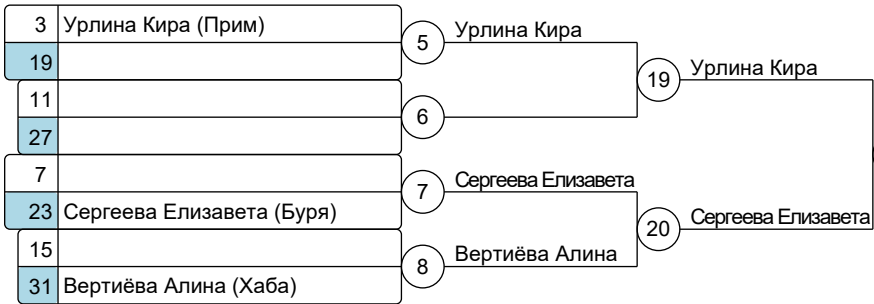 3 Урлина Кира (Прим)
19
5 Урлина Кира
11
27
6
19 Урлина Кира
7
23 Сергеева Елизавета (Буря)
7 Сергеева Елизавета
15
31 Вертиёва Алина (Хаба)
8 Вертиёва Алина
20 Сергеева Елизавета